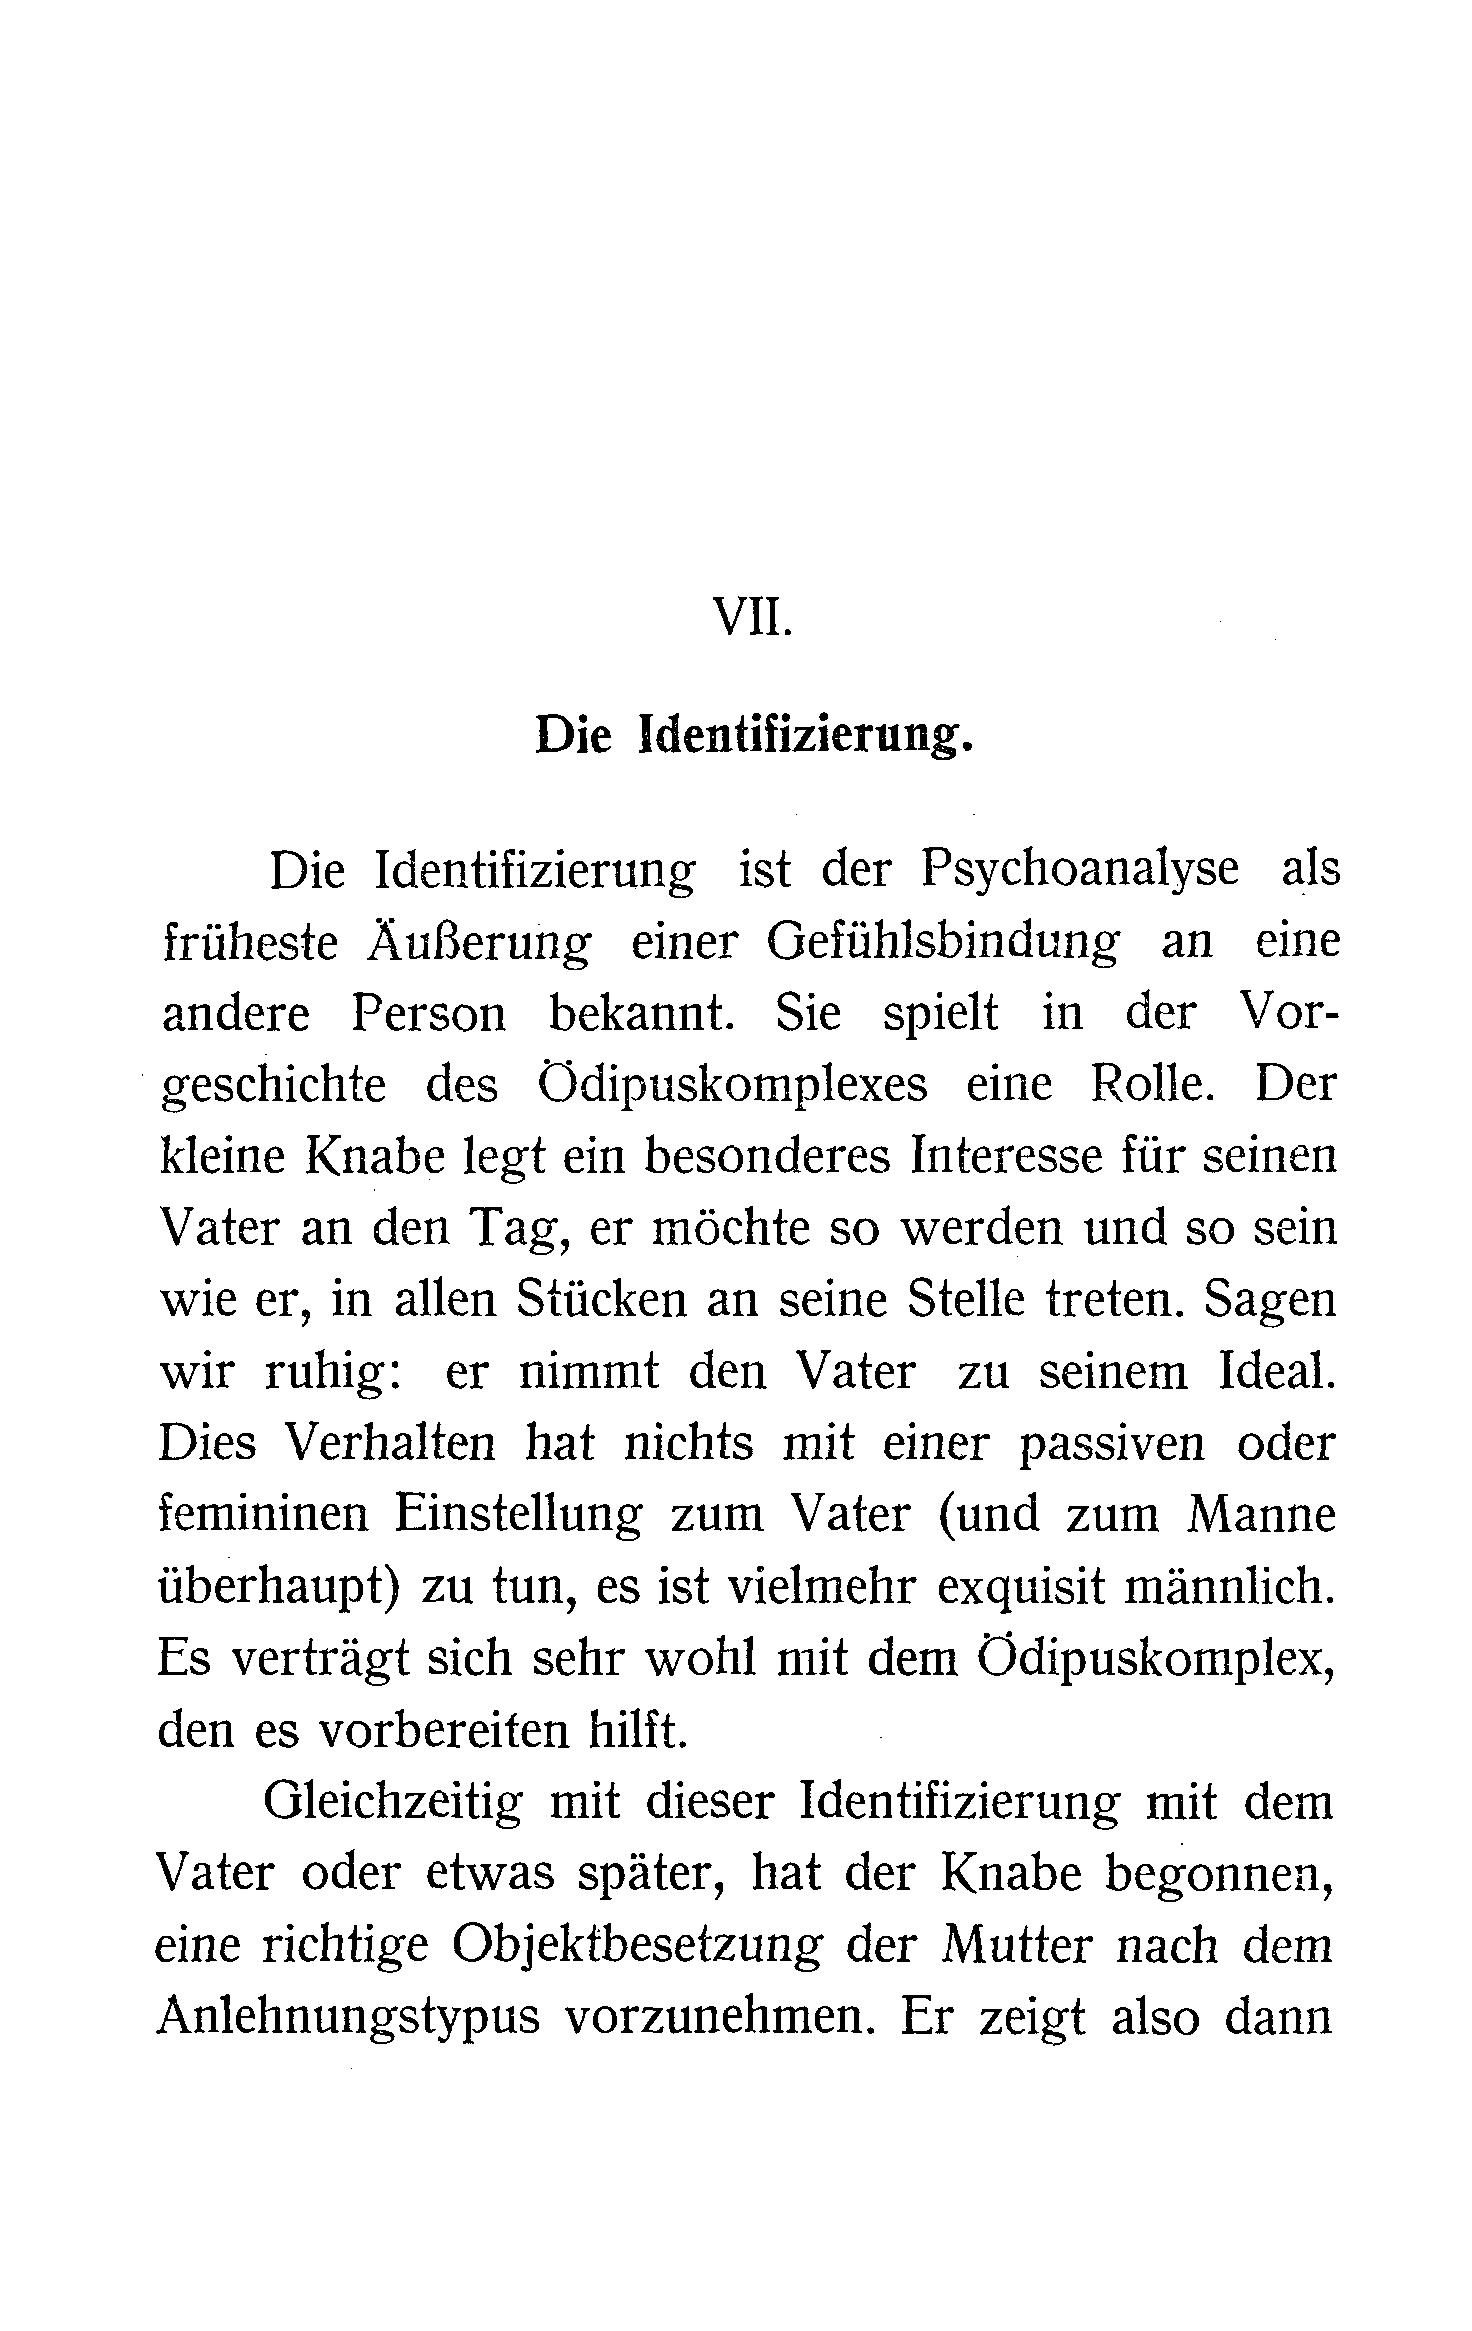 VII.
Die Identifizierung.
Die Identifizierung ist der Psychoanalyse als
früheste Äußerung einer Gefühlsbindung an eine
andere Person bekannt. Sie spielt in der Vor-
geschichte des Ödipuskomplexes eine Rolle. Der
kleine Knabe legt ein besonderes Interesse für seinen
Vater an den Tag, er möchte so werden und so sein
wie er, in allen Stücken an seine Stelle treten. Sagen
wir ruhig: er nimmt den Vater zu seinem Ideal.
Dies Verhalten hat nichts mit einer passiven oder
femininen Einstellung zum Vater (und zum Manne
überhaupt) zu tun, es ist vielmehr exquisit männlich.
Es verträgt sich sehr wohl mit dem Ödipuskomplex,
den es vorbereiten hilft.
Gleichzeitig mit dieser Identifizierung mit dem
Vater oder etwas später, hat der Knabe begonnen,
eine richtige Objektbesetzung der Mutter nach dem
Anlehnungstypus vorzunehmen. Er zeigt also dann